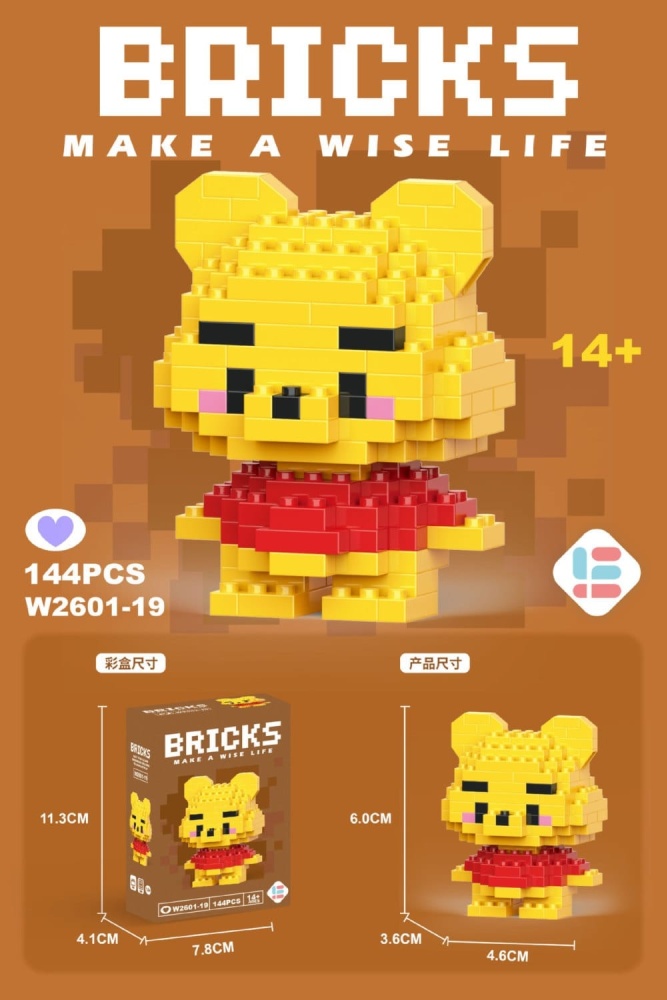 BRICKS
MAKE A WISE LIFE
14+
144PCS
W2601-19
彩盒尺寸
产品尺寸
BRICKS
BRICKS
MAKE A WISE LIFE
W2601-19
144PCS
14+
11.3CM
4.1CM
7.8CM
6.0CM
3.6CM
4.6CM